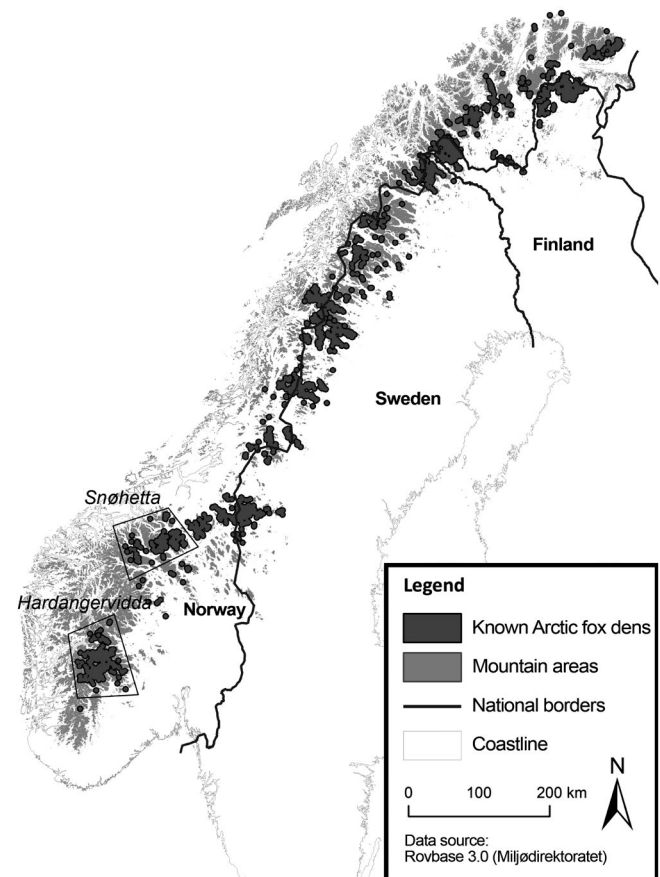 Finland
Sweden
Snøhetta
Hardangervidda
Norway
Legend
Known Arctic fox dens
Mountain areas
National borders
Coastline
N
0 100 200 km
Data source:
Rovbase 3.0 (Miljødirektoratet)